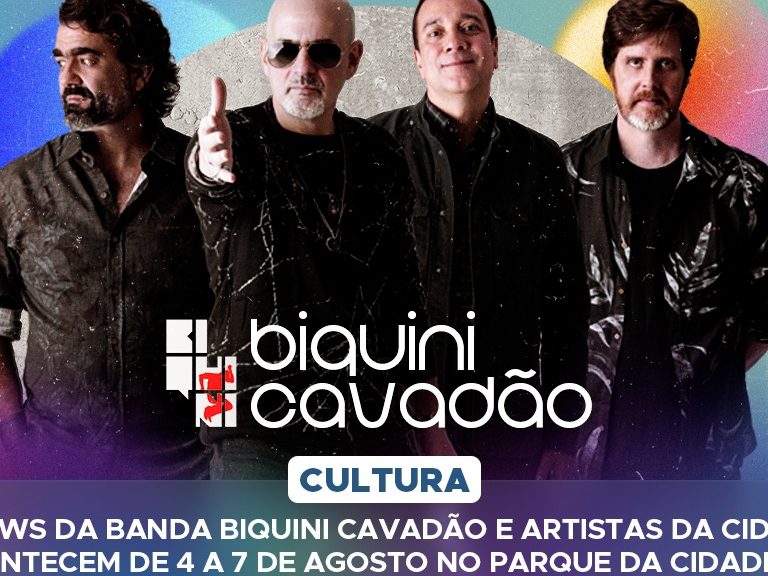 biquini
cavadão
CULTURA
WS DA BANDA BIQUINI CAVADÃO E ARTISTAS DA CID
NTECEM DE 4 A 7 DE AGOSTO NO PARQUE DA CIDAD